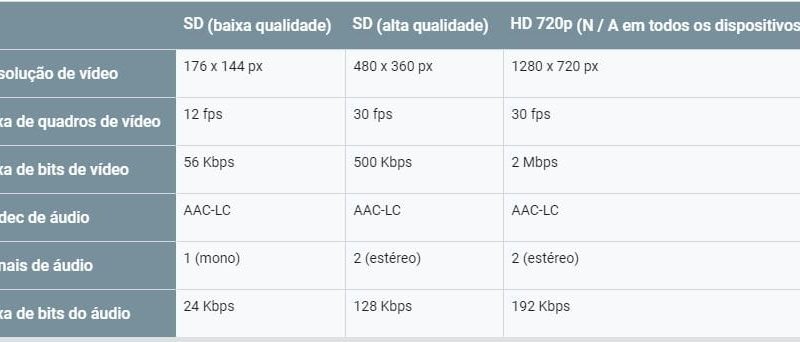 SD (baixa qualidade) SD (alta qualidade) HD 720p (N / A em todos os dispositivos
solução de vídeo 176 x 144 px 480 x 360 px 1280 x 720 px
xa de quadros de vídeo 12 fps 30 fps 30 fps
xa de bits de vídeo 56 Kbps 500 Kbps 2 Mbps
dec de áudio AAC-LC AAC-LC AAC-LC
nais de áudio 1 (mono) 2 (estéreo) 2 (estéreo)
xa de bits do áudio 24 Kbps 128 Kbps 192 Kbps